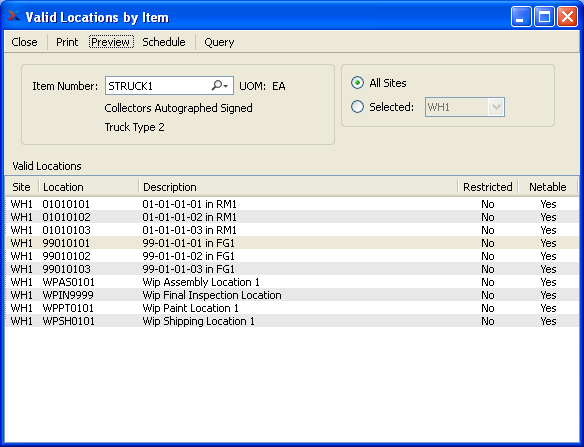 Valid Locations by Item
Close Print Preview Schedule Query
Item Number: STRUCK1 UOM: EA
Collectors Autographed Signed
Truck Type 2
All Sites
Selected: WH1
Valid Locations
Site Location Description Restricted Netable
WH1 01010101 01-01-01-01 in RM1 No Yes
WH1 01010102 01-01-01-02 in RM1 No Yes
WH1 01010103 01-01-01-03 in RM1 No Yes
WH1 99010101 99-01-01-01 in FG1 No Yes
WH1 99010102 99-01-01-02 in FG1 No Yes
WH1 99010103 99-01-01-03 in FG1 No Yes
WH1 WPAS0101 Wip Assembly Location 1 No Yes
WH1 WPIN9999 Wip Final Inspection Location No Yes
WH1 WPPT0101 Wip Paint Location 1 No Yes
WH1 WPSH0101 Wip Shipping Location 1 No Yes